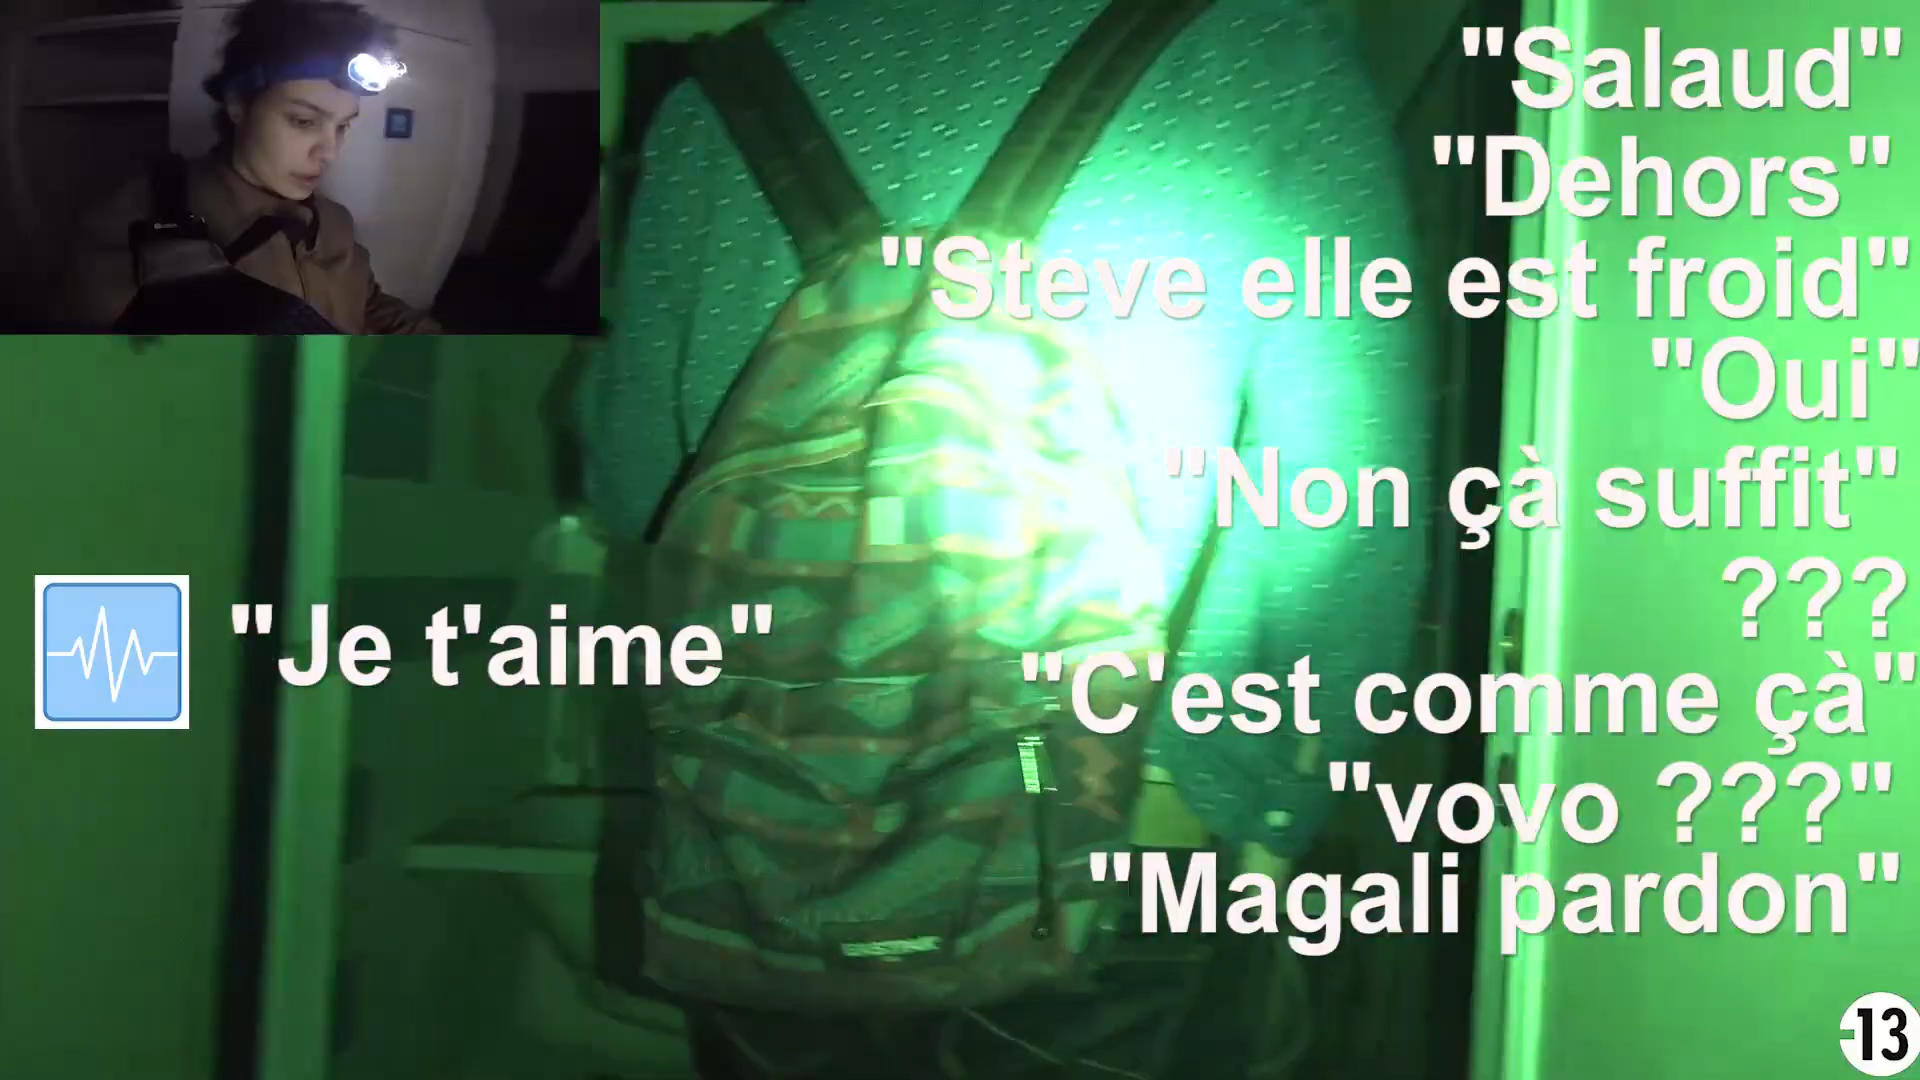 "Salaud"
"Dehors"
"Steve elle est froid"
"Oui"
"Non çà suffit"
???
"Je t'aime"
"C'est comme çà"
"vovo ???"
"Magali pardon"
-13